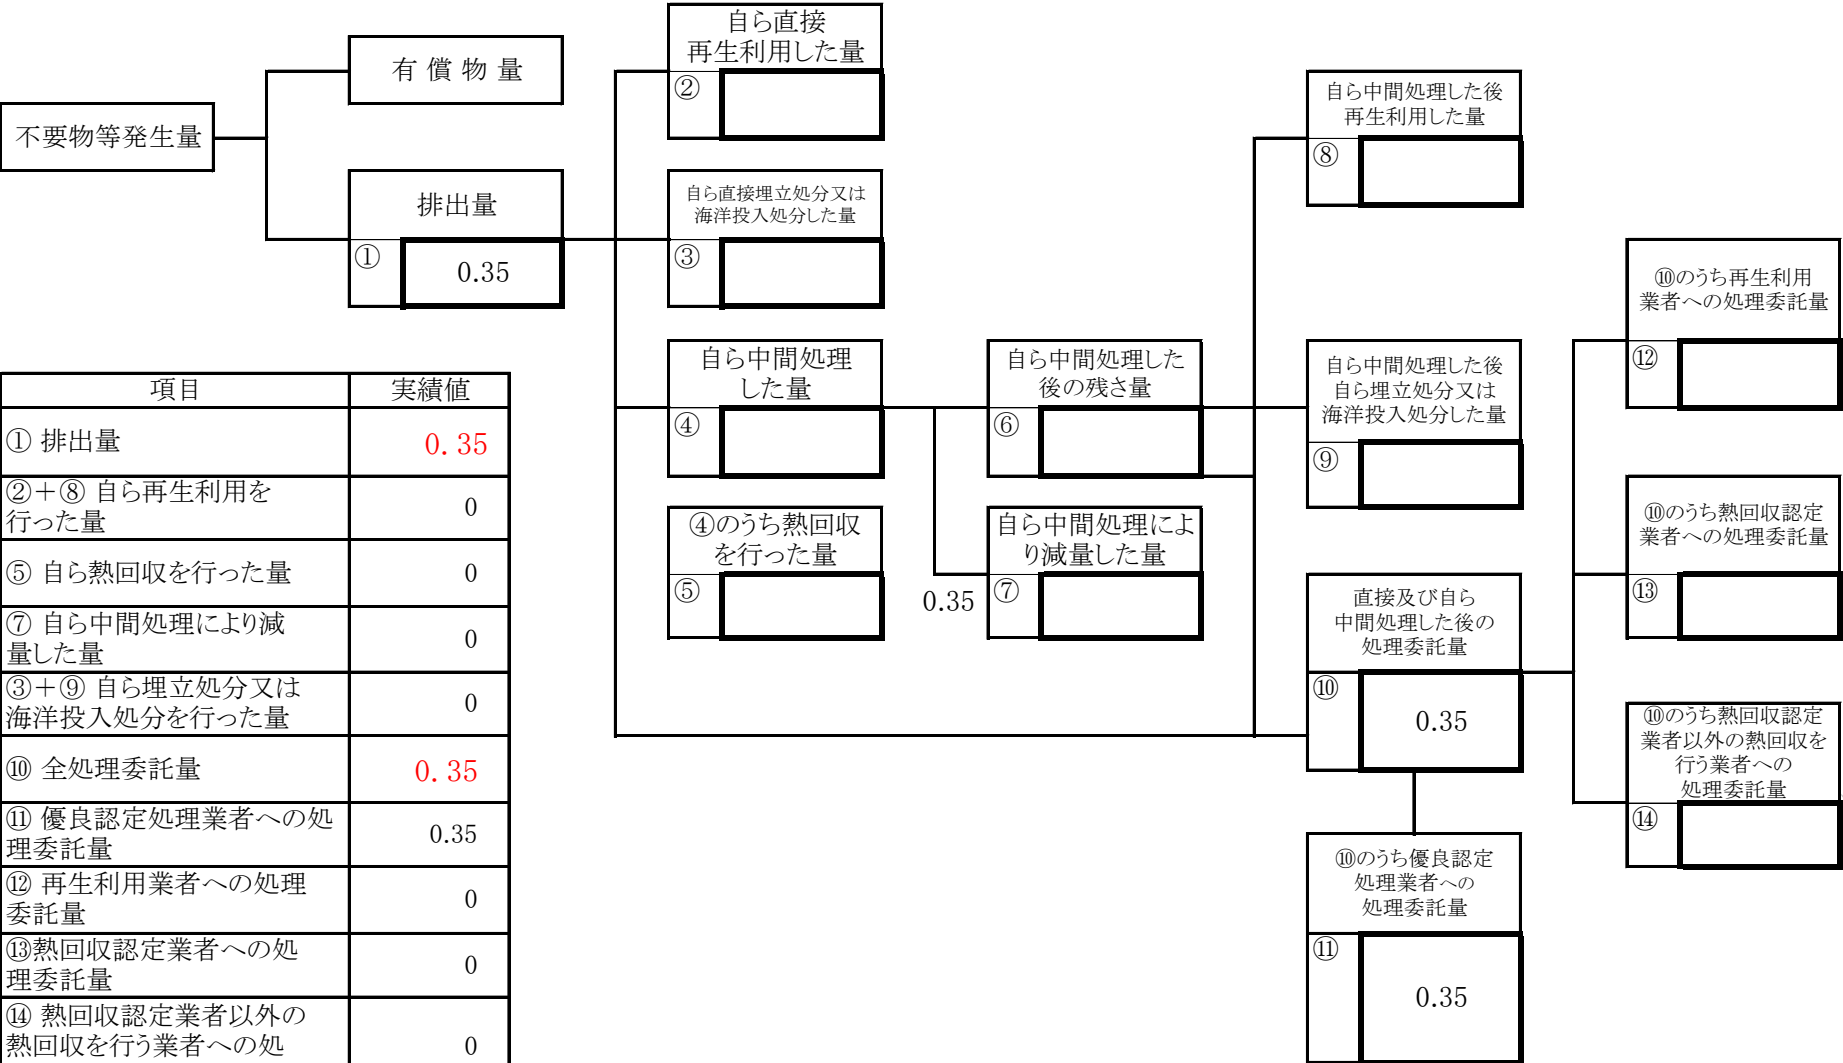 自ら直接
再生利用した量
②
有 償 物 量
不要物等発生量
排出量
①
0.35
自ら直接埋立処分又は
海洋投入処分した量
③
自ら中間処理した後
再生利用した量
⑧
⑩のうち再生利用
業者への処理委託量
⑫
自ら中間処理
した量
④
自ら中間処理した
後の残さ量
⑥
自ら中間処理した後
自ら埋立処分又は
海洋投入処分した量
⑨
④のうち熱回収
を行った量
⑤
0.35
自ら中間処理によ
り減量した量
⑦
⑩のうち熱回収認定
業者への処理委託量
⑬
直接及び自ら
中間処理した後の
処理委託量
⑩
0.35
⑩のうち熱回収認定
業者以外の熱回収を
行う業者への
処理委託量
⑭
⑩のうち優良認定
処理業者への
処理委託量
⑪
0.35
項目 実績値
① 排出量 0.35
②＋⑧ 自ら再生利用を
行った量 0
⑤ 自ら熱回収を行った量 0
⑦ 自ら中間処理により減
量した量 0
③＋⑨ 自ら埋立処分又は
海洋投入処分を行った量 0
⑩ 全処理委託量 0.35
⑪ 優良認定処理業者への処
理委託量 0.35
⑫ 再生利用業者への処理
委託量 0
⑬熱回収認定業者への処
理委託量 0
⑭ 熱回収認定業者以外の
熱回収を行う業者への処 0